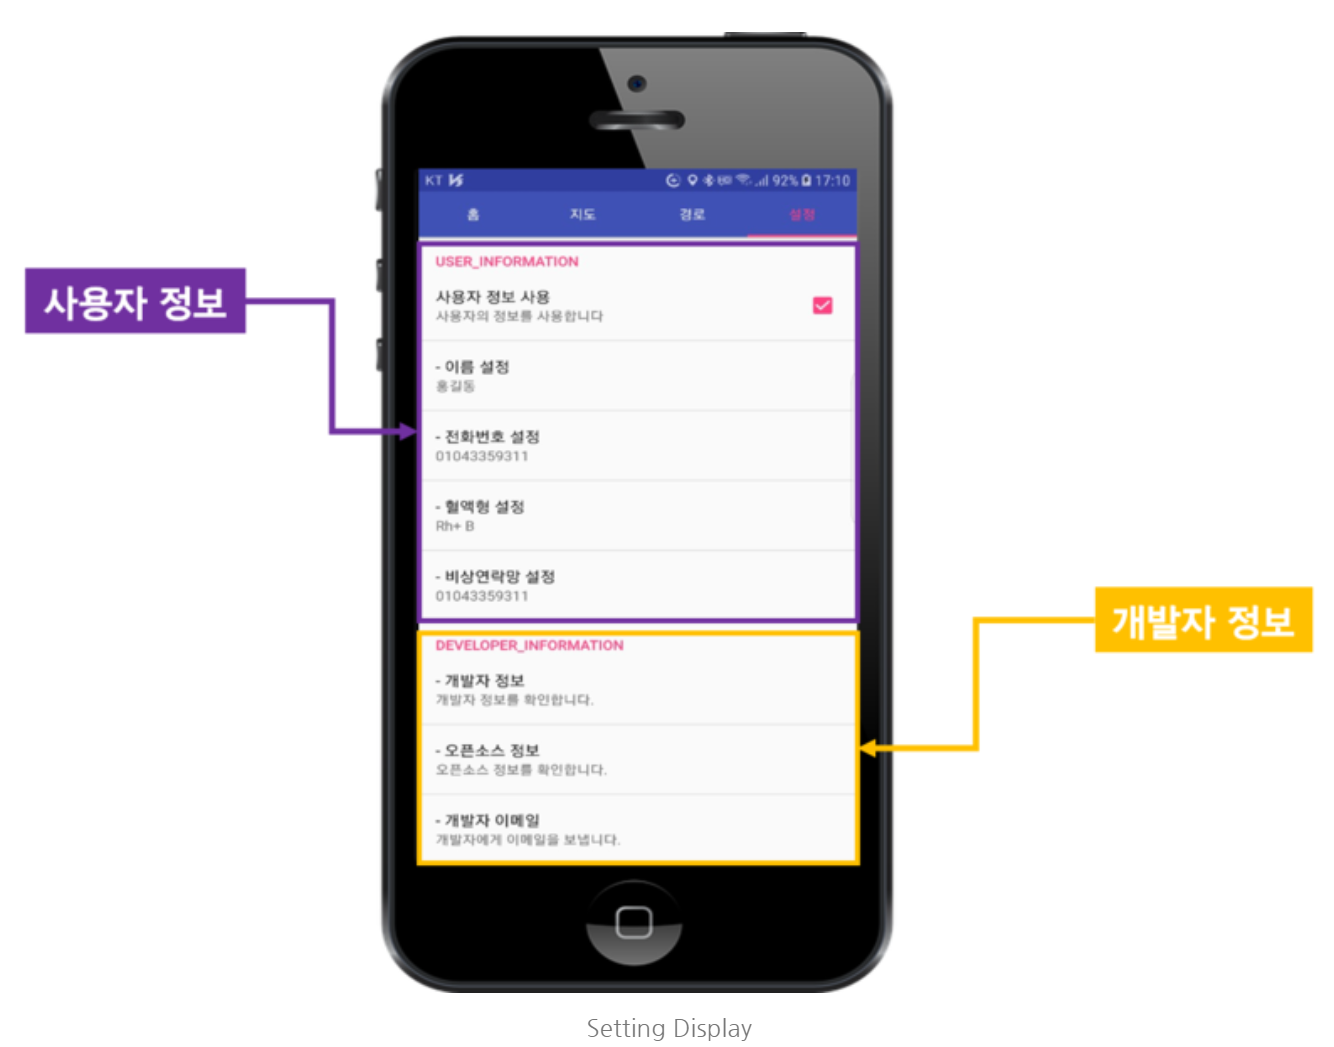 KT 92% 17:10
홈 지도 경로 설정
USER_INFORMATION
사용자 정보 사용
사용자의 정보를 사용합니다
- 이름 설정
홍길동
- 전화번호 설정
01043359311
- 혈액형 설정
Rh+ B
- 비상연락망 설정
01043359311
DEVELOPER_INFORMATION
- 개발자 정보
개발자 정보를 확인합니다.
- 오픈소스 정보
오픈소스 정보를 확인합니다.
- 개발자 이메일
개발자에게 이메일을 보냅니다.
사용자 정보
개발자 정보
Setting Display